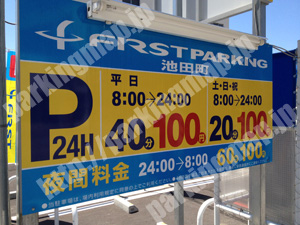 FIRST PARKING
池田町
平日 土・日・祝
8:00→24:00 8:00→24:00
P 24H 40分100円 20分100円
夜間料金 24:00→8:00 60分100円